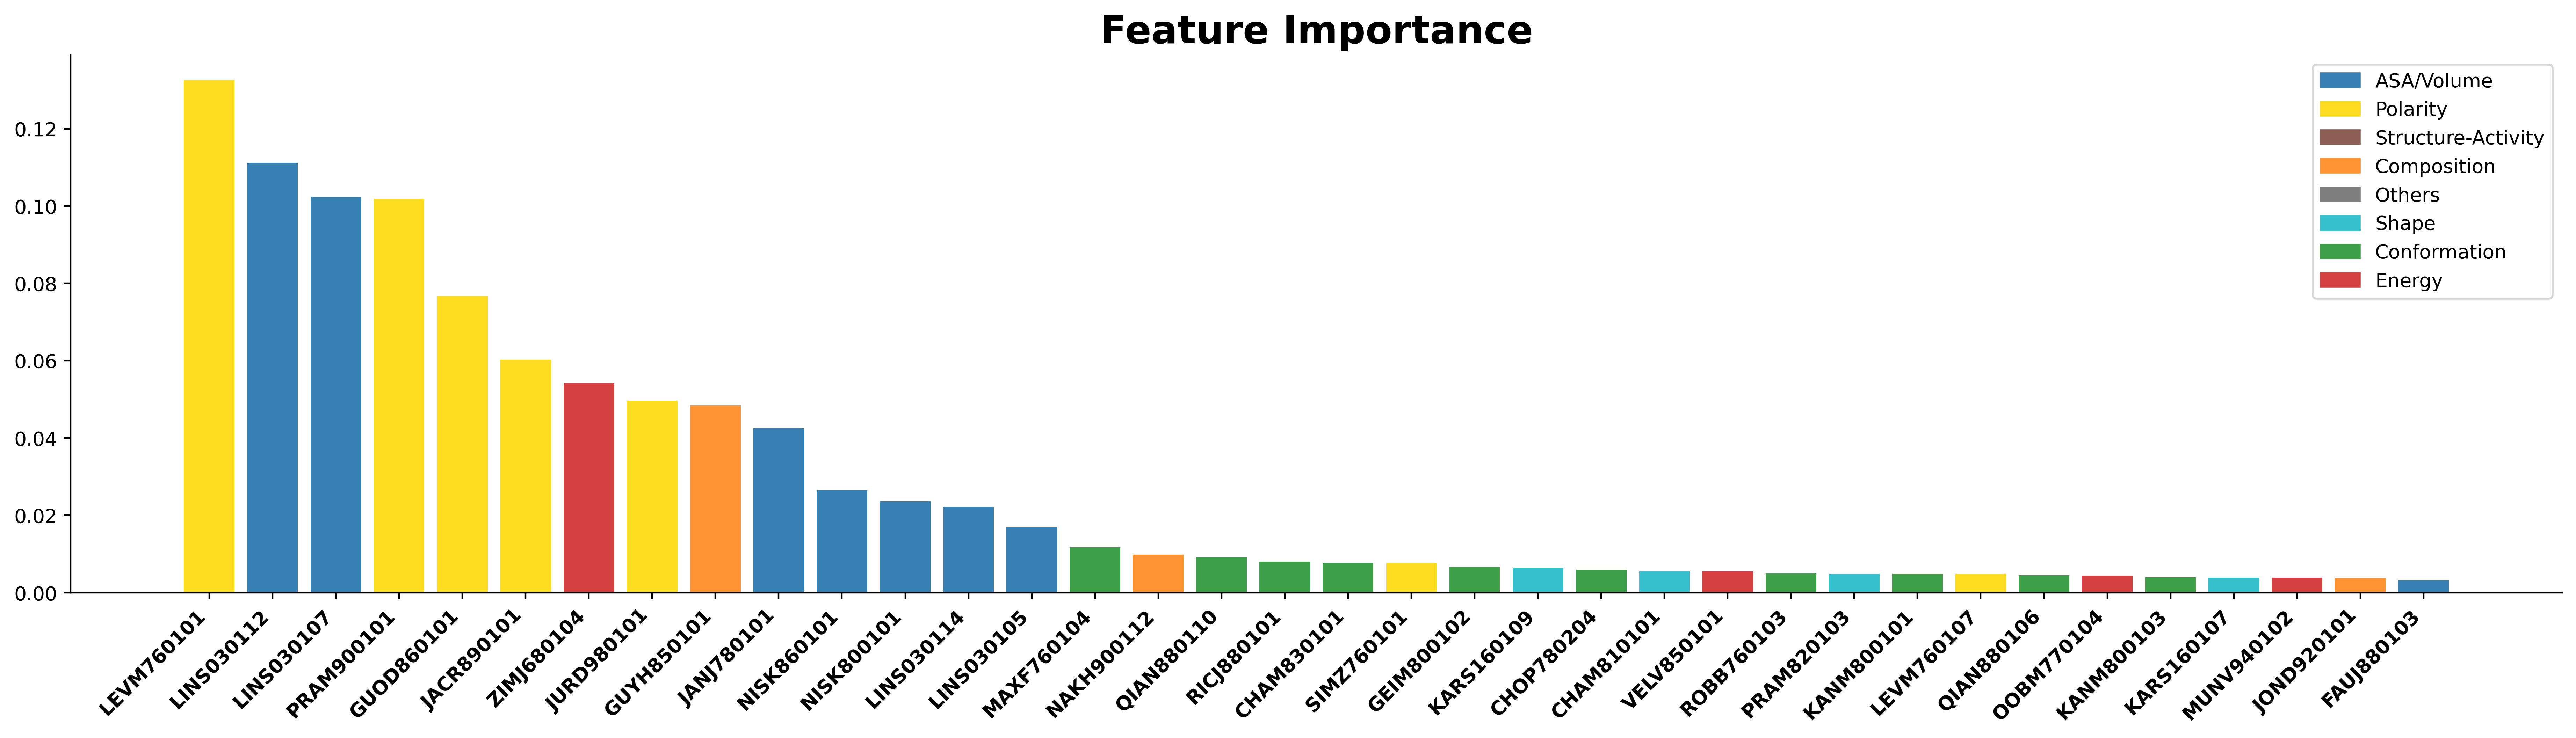 Feature Importance
0.12
0.10
0.08
0.06
0.04
0.02
0.00
ASA/Volume
Polarity
Structure-Activity
Composition
Others
Shape
Conformation
Energy
LEVM760101
LINS030112
LINS030107
PRAM900101
GUOD860101
JACR890101
ZIMJ680104
JURD980101
GUYH850101
JANJ780101
NISK860101
NISK800101
LINS030114
LINS030105
MAXF760104
NAKH900112
QIAN880110
RICJ880101
CHAM830101
SIMZ760101
GEIM800102
KARS160109
CHOP780204
CHAM810101
VELV850101
ROBB760103
PRAM820103
KANM800101
LEVM760107
QIAN880106
OOBM770104
KANM800103
KARS160107
MUNV940102
JOND920101
FAUJ880103